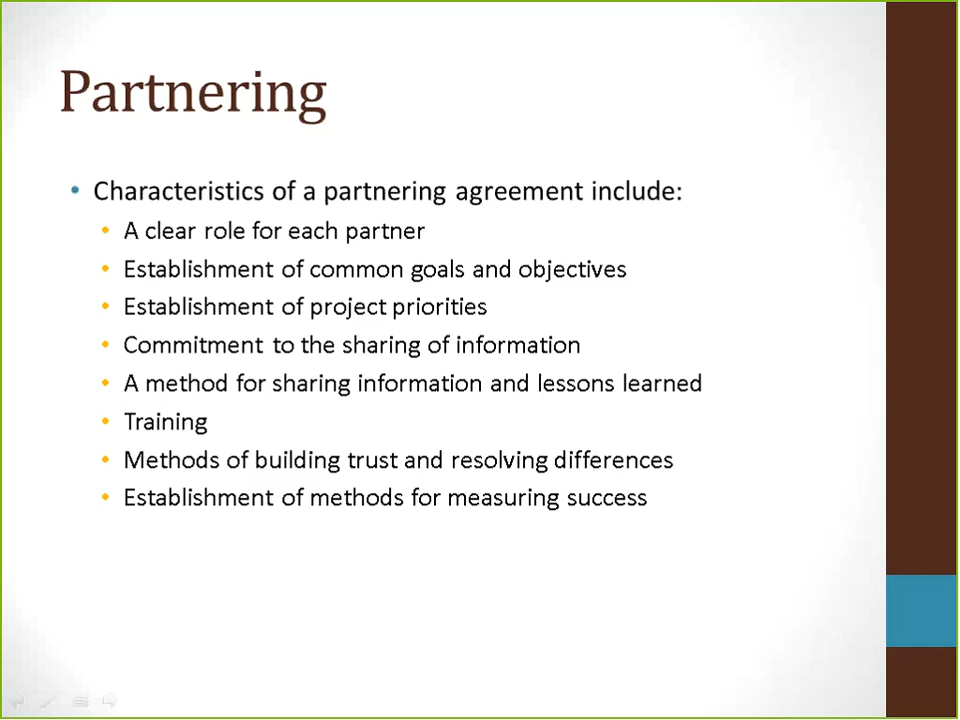 Partnering
• Characteristics of a partnering agreement include:
• A clear role for each partner
• Establishment of common goals and objectives
• Establishment of project priorities
• Commitment to the sharing of information
• A method for sharing information and lessons learned
• Training
• Methods of building trust and resolving differences
• Establishment of methods for measuring success